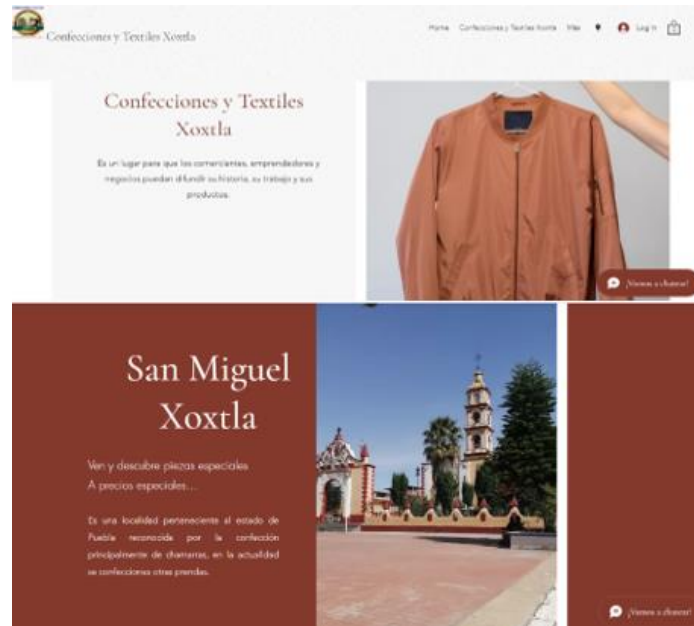 Confecciones y Textiles Xoxtla
Home Confecciones y Textiles Xoxtla Más Log In
Confecciones y Textiles
Xoxtla
Es un lugar para que los comerciantes, emprendedores y
negocios puedan difundir su historia, su trabajo y sus
productos.
¡Vamos a chatear!
San Miguel
Xoxtla
Ven y descubre piezas especiales
A precios especiales...
Es una localidad perteneciente al estado de
Puebla reconocida por la confección
principalmente de chamarras, en la actualidad
se confeccionan otras prendas.
¡Vamos a chatear!